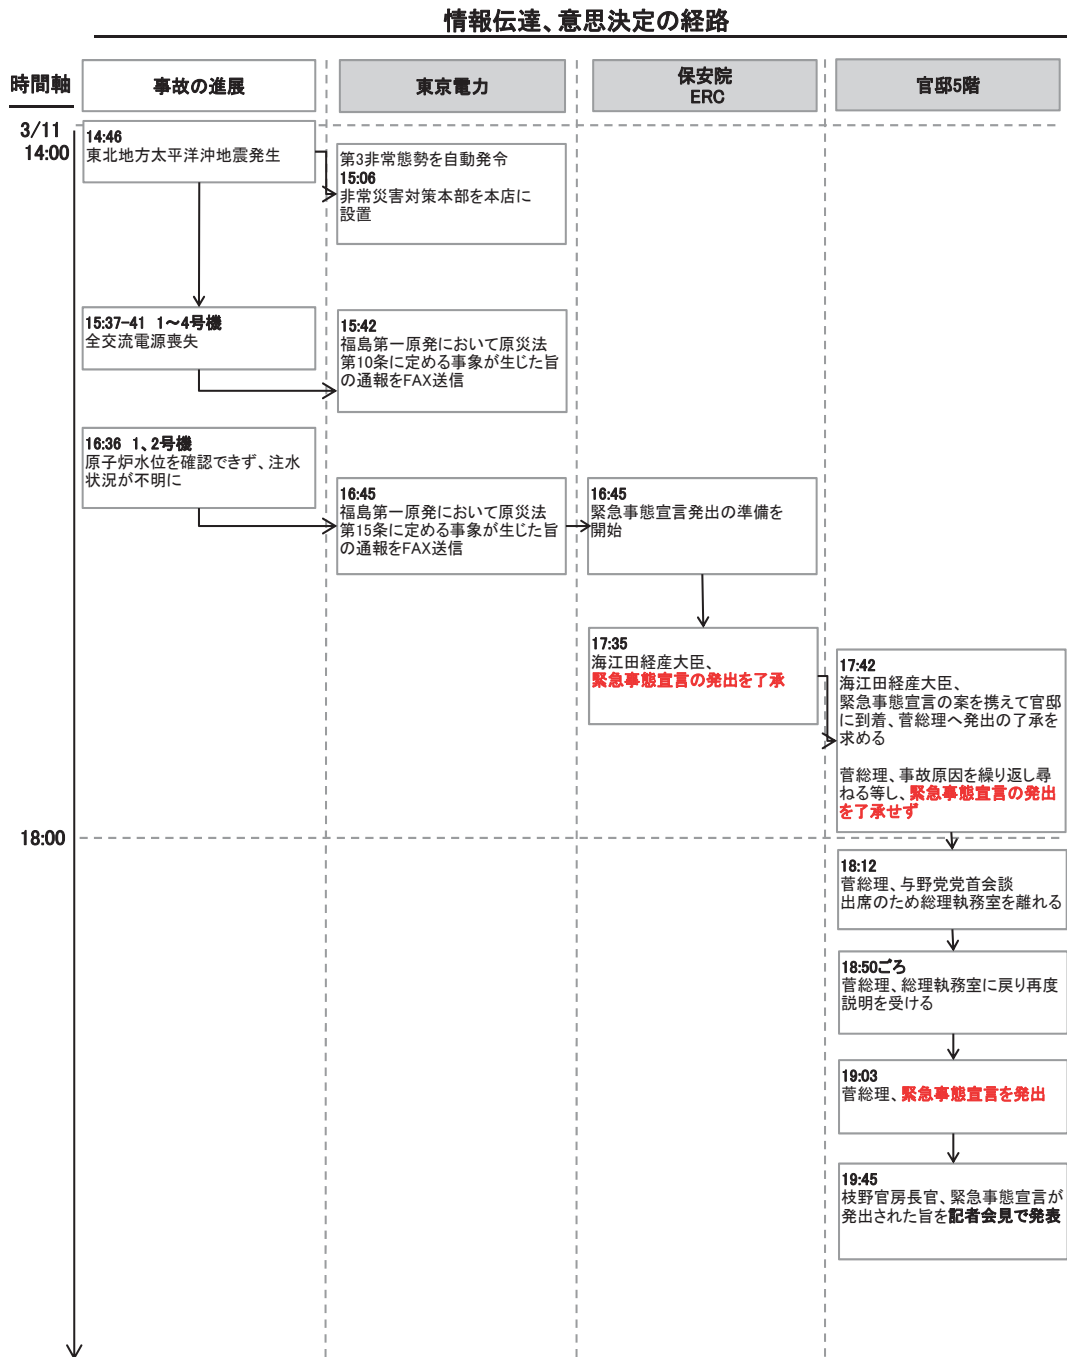 情報伝達、意思決定の経路
時間軸
事故の進展
東京電力
保安院
ERC
官邸5階
3/11
14:00
14:46
東北地方太平洋沖地震発生
第3非常態勢を自動発令
15:06
非常災害対策本部を本店に
設置
15:37-41 1~4号機
全交流電源喪失
15:42
福島第一原発において原災法
第10条に定める事象が生じた旨
の通報をFAX送信
16:36 1、2号機
原子炉水位を確認できず、注水
状況が不明に
16:45
福島第一原発において原災法
第15条に定める事象が生じた旨
の通報をFAX送信
16:45
緊急事態宣言発出の準備を
開始
17:35
海江田経産大臣、
緊急事態宣言の発出を了承
17:42
海江田経産大臣、
緊急事態宣言の案を携えて官邸
に到着、菅総理へ発出の了承を
求める
菅総理、事故原因を繰り返し尋
ねる等し、緊急事態宣言の発出
を了承せず
18:00
18:12
菅総理、与野党党首会談
出席のため総理執務室を離れる
18:50ごろ
菅総理、総理執務室に戻り再度
説明を受ける
19:03
菅総理、緊急事態宣言を発出
19:45
枝野官房長官、緊急事態宣言が
発出された旨を記者会見で発表